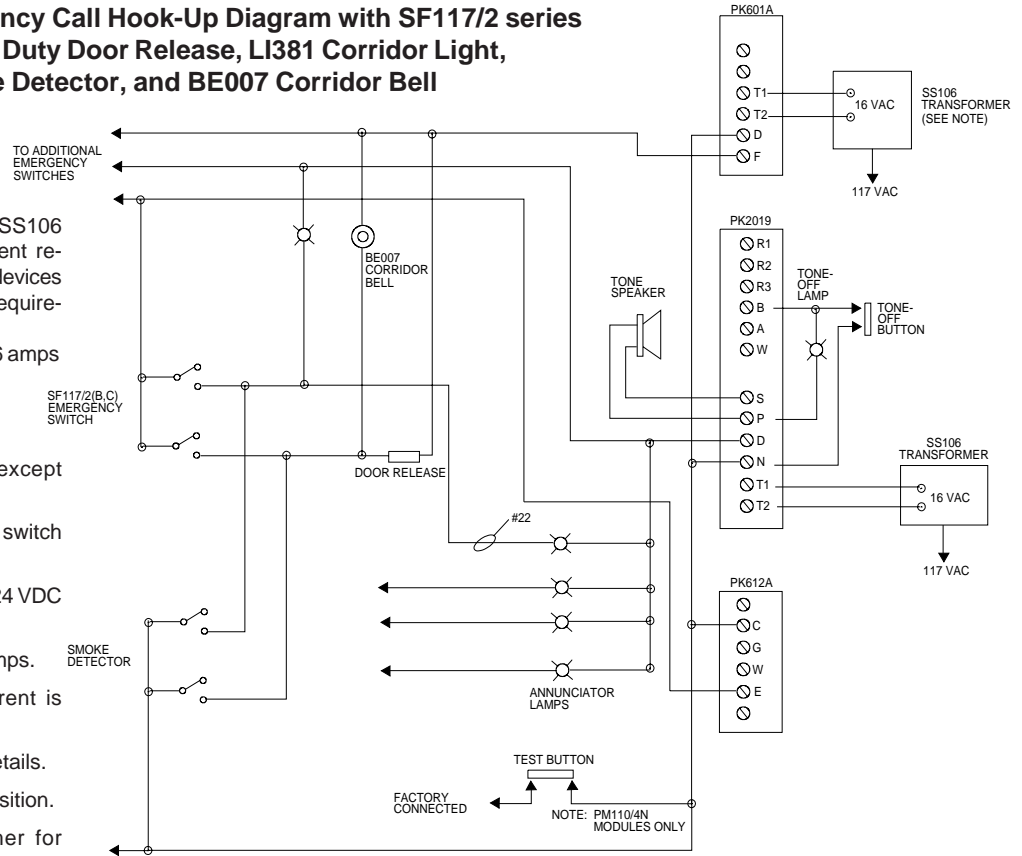 ncy Call Hook-Up Diagram with SF117/2 series
Duty Door Release, LI381 Corridor Light,
e Detector, and BE007 Corridor Bell
SS106
ent re-
devices
equire-
amps
except
switch
24 VDC
mps.
rent is
etails.
sition.
ner for
TO ADDITIONAL
EMERGENCY
SWITCHES
BE007
CORRIDOR
BELL
SF117/2(B,C)
EMERGENCY
SWITCH
DOOR RELEASE
#22
SMOKE
DETECTOR
ANNUNCIATOR
LAMPS
TEST BUTTON
FACTORY
CONNECTED
NOTE: PM110/4N
MODULES ONLY
PK601A
T1
T2
D
F
16 VAC
SS106
TRANSFORMER
(SEE NOTE)
117 VAC
PK2019
R1
R2
R3
B
A
W
S
P
D
N
T1
T2
TONE
SPEAKER
TONE-
OFF
LAMP
TONE-
OFF
BUTTON
SS106
TRANSFORMER
16 VAC
117 VAC
PK612A
C
G
W
E